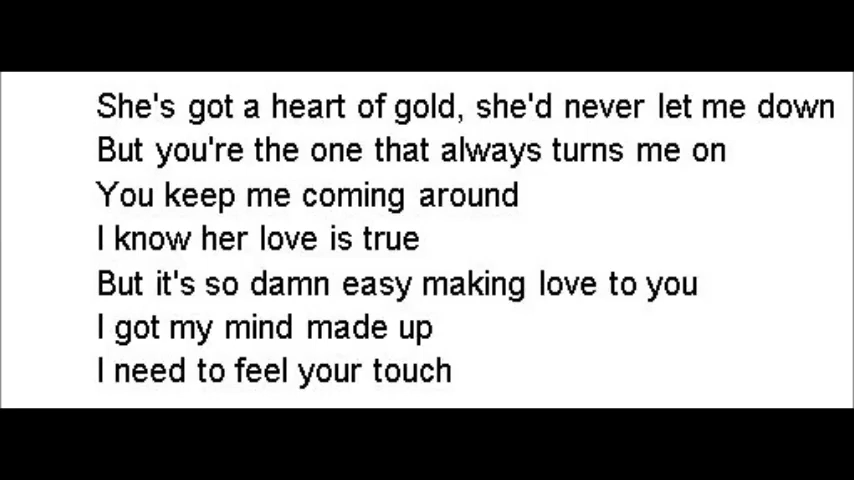 She's got a heart of gold, she'd never let me down
But you're the one that always turns me on
You keep me coming around
I know her love is true
But it's so damn easy making love to you
I got my mind made up
I need to feel your touch